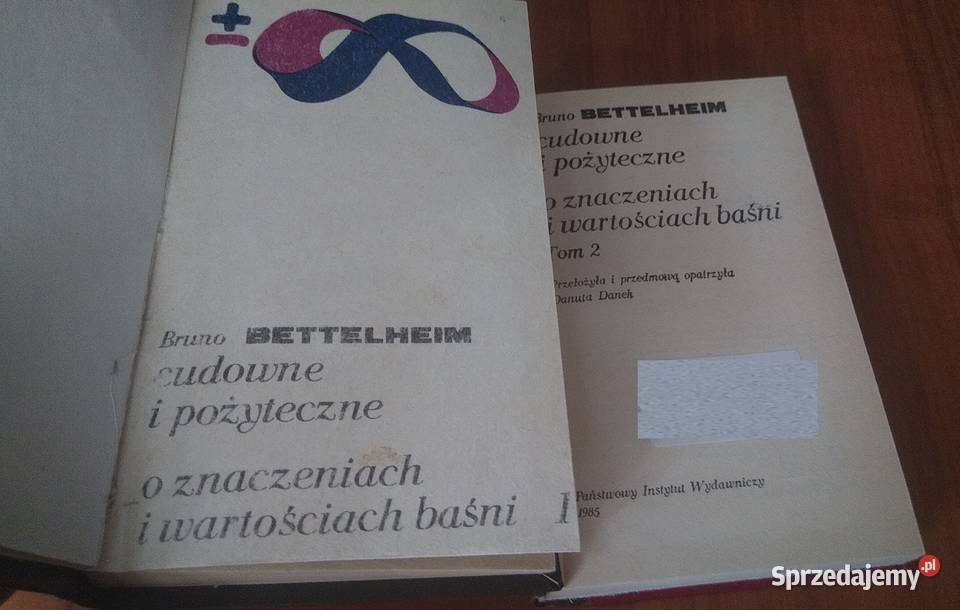 ±
Bruno BETTELHEIM
cudowne
i pożyteczne
o znaczeniach
i wartościach baśni I
Bruno BETTELHEIM
cudowne
i pożyteczne
o znaczeniach
i wartościach baśni
Tom 2
Przełożyła i przedmową opatrzyła
Danuta Danek
Państwowy Instytut Wydawniczy
1985
Sprzedajemy.pl